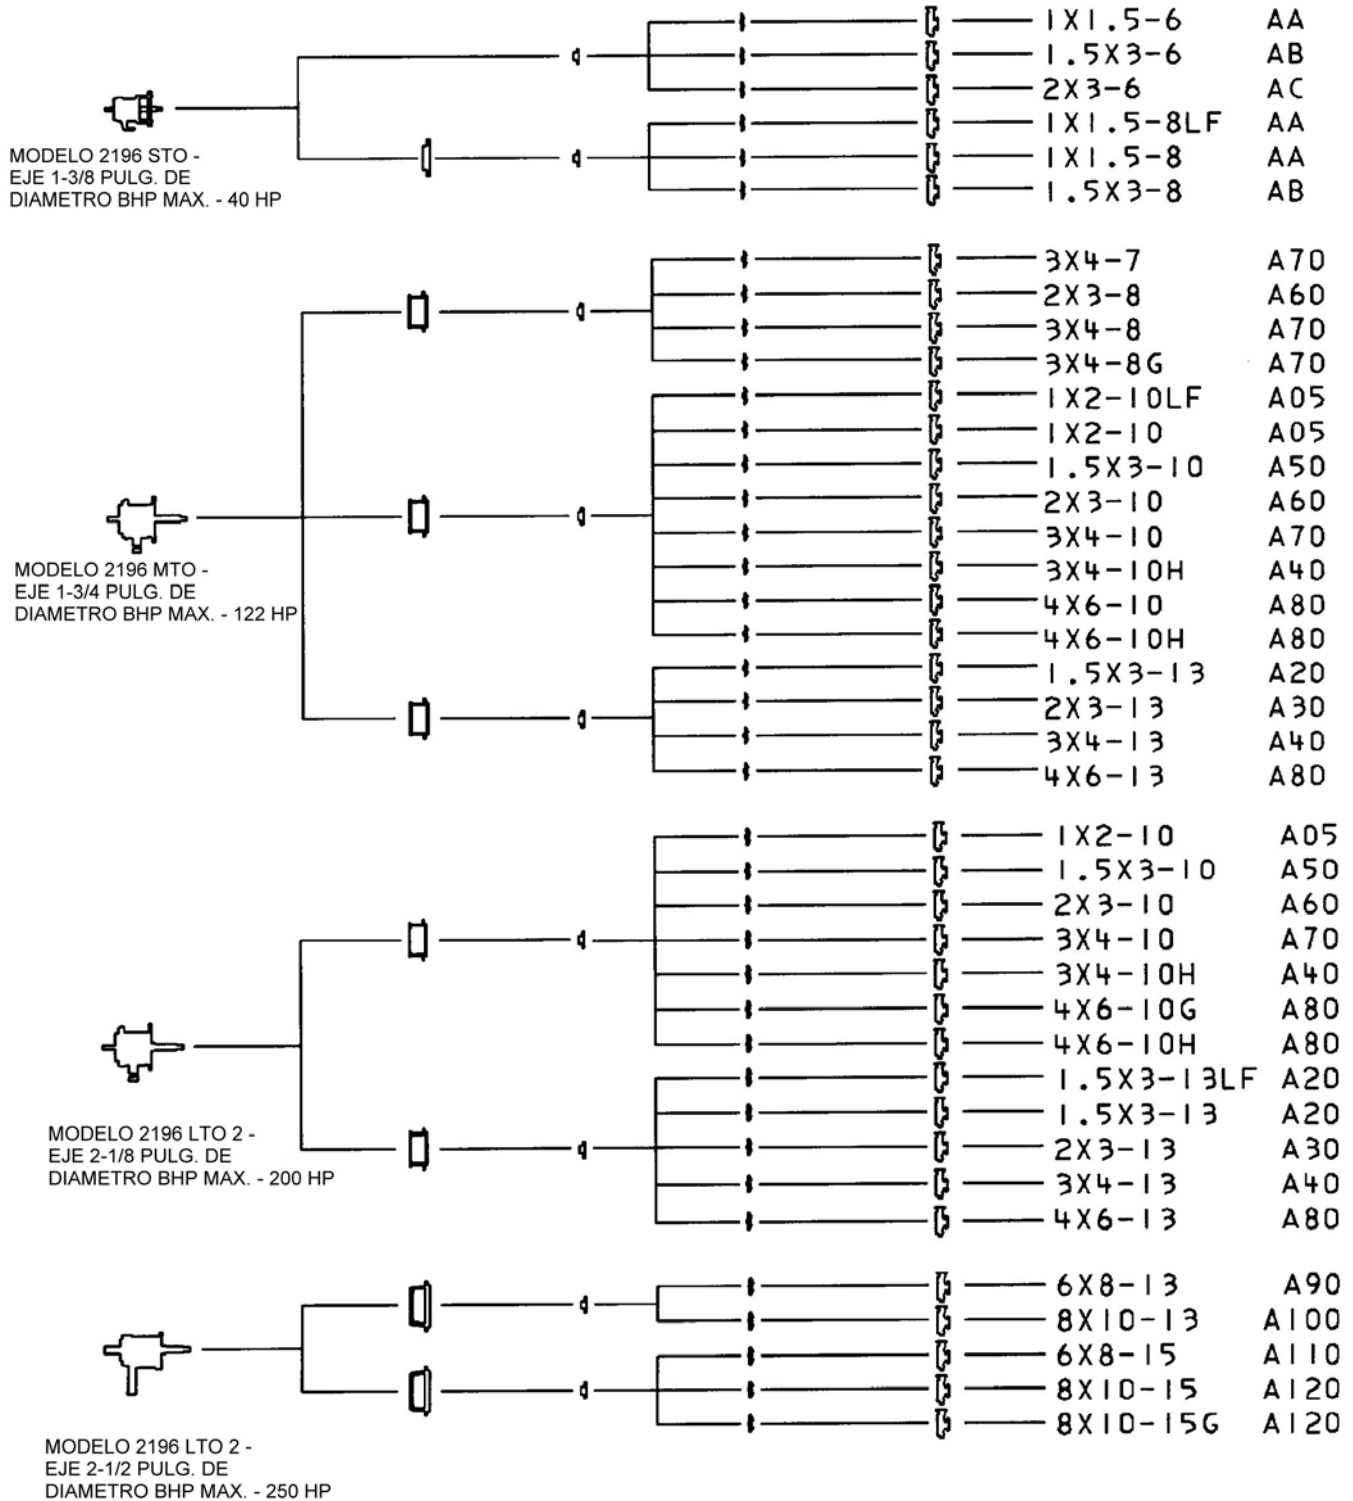 1X1.5-6 AA
1.5X3-6 AB
2X3-6 AC
1X1.5-8LF AA
1X1.5-8 AA
1.5X3-8 AB
MODELO 2196 STO -
EJE 1-3/8 PULG. DE
DIAMETRO BHP MAX. - 40 HP
3X4-7 A70
2X3-8 A60
3X4-8 A70
3X4-8G A70
1X2-10LF A05
1X2-10 A05
1.5X3-10 A50
2X3-10 A60
3X4-10 A70
3X4-10H A40
4X6-10 A80
4X6-10H A80
1.5X3-13 A20
2X3-13 A30
3X4-13 A40
4X6-13 A80
MODELO 2196 MTO -
EJE 1-3/4 PULG. DE
DIAMETRO BHP MAX. - 122 HP
1X2-10 A05
1.5X3-10 A50
2X3-10 A60
3X4-10 A70
3X4-10H A40
4X6-10G A80
4X6-10H A80
1.5X3-13LF A20
1.5X3-13 A20
2X3-13 A30
3X4-13 A40
4X6-13 A80
MODELO 2196 LTO 2 -
EJE 2-1/8 PULG. DE
DIAMETRO BHP MAX. - 200 HP
6X8-13 A90
8X10-13 A100
6X8-15 A110
8X10-15 A120
8X10-15G A120
MODELO 2196 LTO 2 -
EJE 2-1/2 PULG. DE
DIAMETRO BHP MAX. - 250 HP